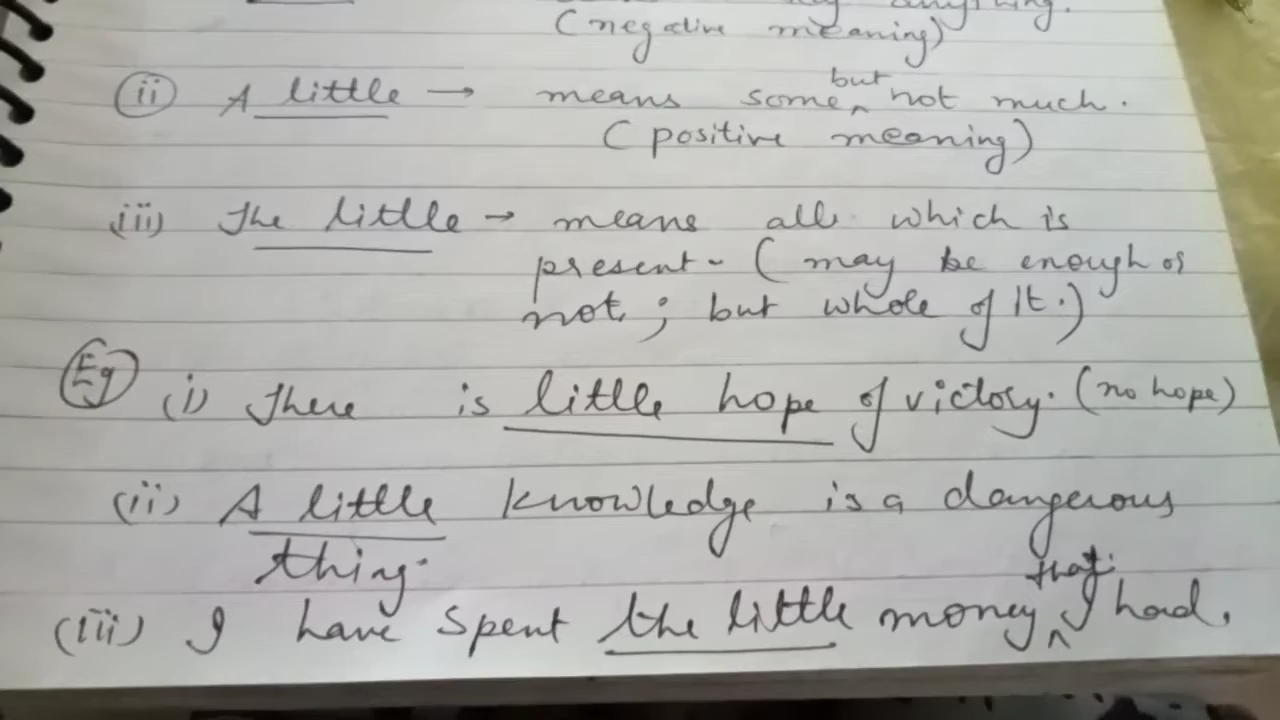 anything.
(negative meaning)
(ii) A little → means some but not much.
(positive meaning)
(iii) The little → means all which is
present - (may be enough or
not ; but whole of It.)
Eg (i) There is little hope of victory. (no hope)
(ii) A little knowledge is a dangerous
thing.
(iii) I have spent the little money that I had.